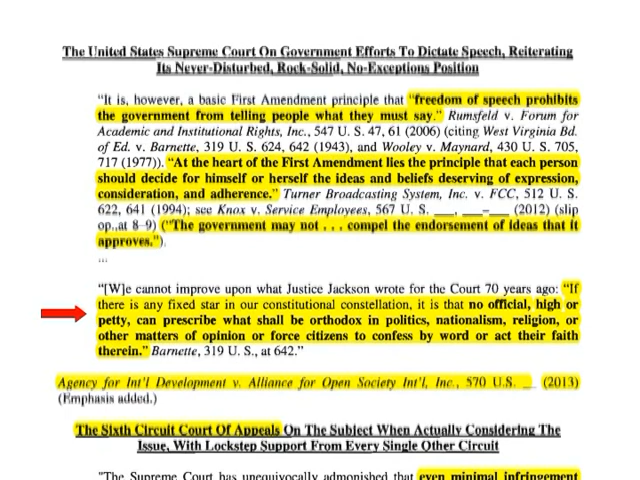 The United States Supreme Court On Government Efforts To Dictate Speech, Reiterating
Its Never-Disturbed, Rock-Solid, No-Exceptions Position
"It is, however, a basic First Amendment principle that "freedom of speech prohibits
the government from telling people what they must say." Rumsfeld v. Forum for
Academic and Institutional Rights, Inc., 547 U. S. 47, 61 (2006) (citing West Virginia Bd.
of Ed. v. Barnette, 319 U. S. 624, 642 (1943), and Wooley v. Maynard, 430 U. S. 705,
717 (1977)). "At the heart of the First Amendment lies the principle that each person
should decide for himself or herself the ideas and beliefs deserving of expression,
consideration, and adherence." Turner Broadcasting System, Inc. v. FCC, 512 U. S.
622, 641 (1994); see Knox v. Service Employees, 567 U. S. ___, ___–___ (2012) (slip
op.,at 8–9) ("The government may not . . . compel the endorsement of ideas that it
approves.").
...
"[W]e cannot improve upon what Justice Jackson wrote for the Court 70 years ago: "If
there is any fixed star in our constitutional constellation, it is that no official, high or
petty, can prescribe what shall be orthodox in politics, nationalism, religion, or
other matters of opinion or force citizens to confess by word or act their faith
therein." Barnette, 319 U. S., at 642."
Agency for Int'l Development v. Alliance for Open Society Int'l, Inc., 570 U.S. __ (2013)
(Emphasis added.)
The Sixth Circuit Court Of Appeals On The Subject When Actually Considering The
Issue, With Lockstep Support From Every Single Other Circuit
"The Supreme Court has unequivocally admonished that even minimal infringement